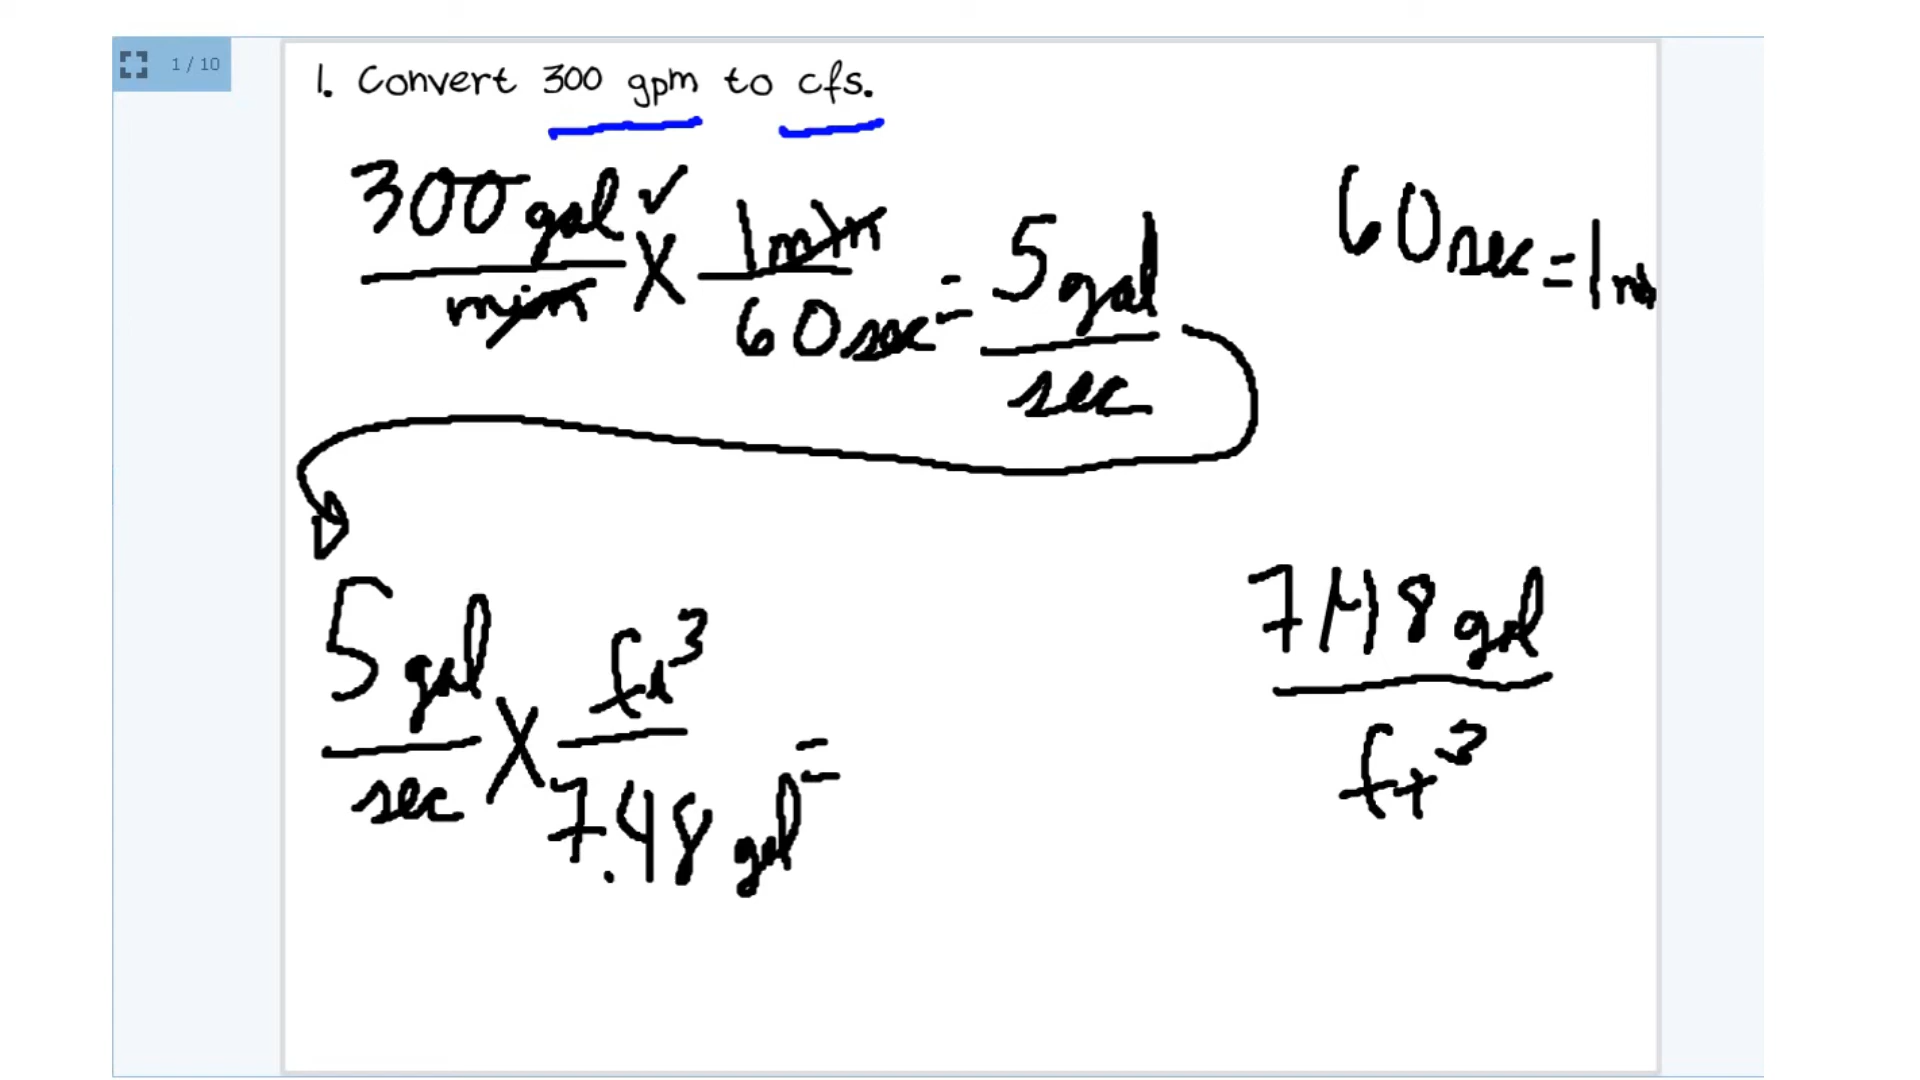 1 / 10
1. Convert 300 gpm to cfs.
300 gal / min X 1 min / 60 sec = 5 gal / sec
60 sec = 1
5 gal / sec X ft³ / 7.48 gal =
7.48 gal / ft³